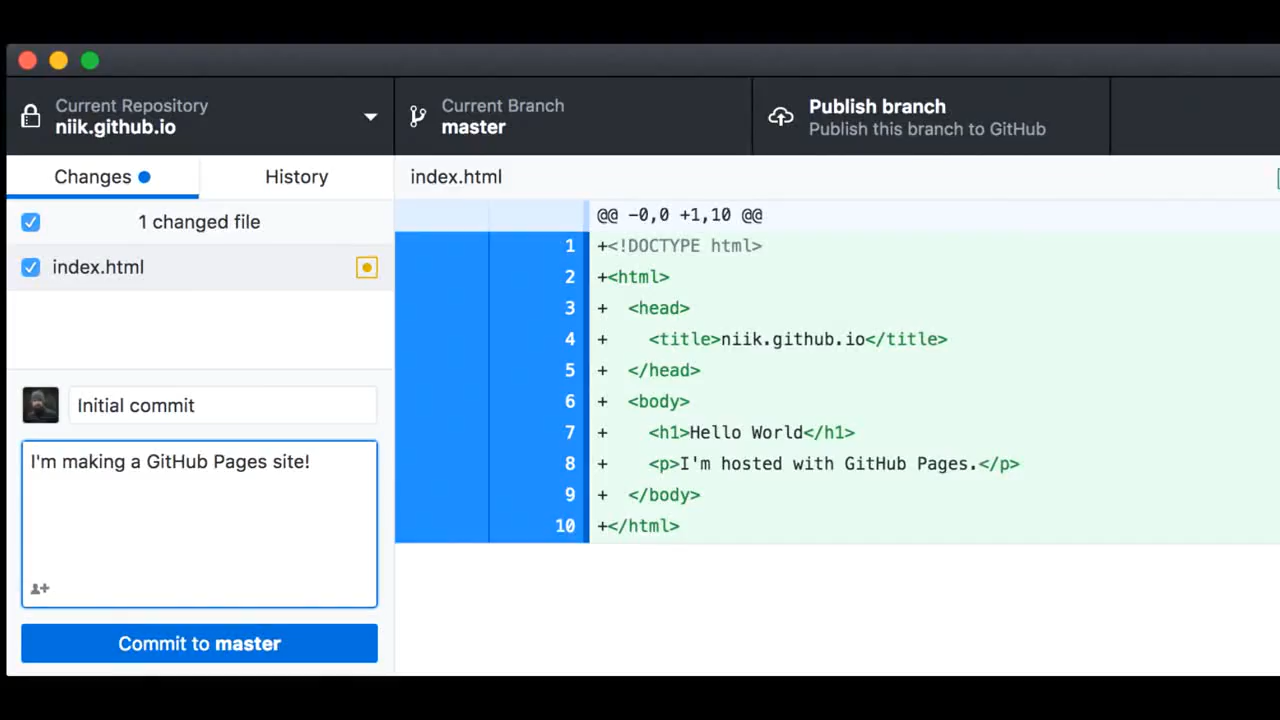 Current Repository
niik.github.io
Current Branch
master
Publish branch
Publish this branch to GitHub
Changes
History
index.html
1 changed file
index.html
Initial commit
I'm making a GitHub Pages site!
Commit to master
@@ -0,0 +1,10 @@
1 +<!DOCTYPE html>
2 +<html>
3 +  <head>
4 +    <title>niik.github.io</title>
5 +  </head>
6 +  <body>
7 +    <h1>Hello World</h1>
8 +    <p>I'm hosted with GitHub Pages.</p>
9 +  </body>
10 +</html>